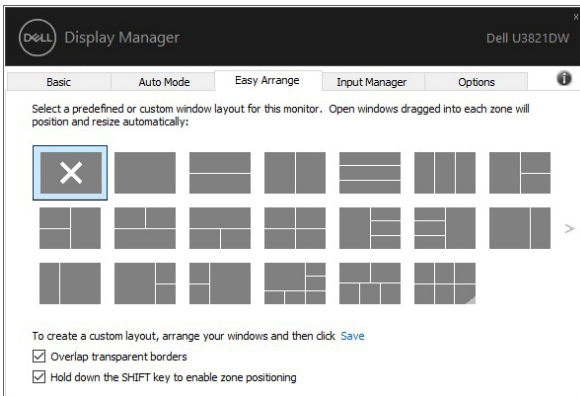 DELL Display Manager
Dell U3821DW
Basic Auto Mode Easy Arrange Input Manager Options
Select a predefined or custom window layout for this monitor. Open windows dragged into each zone will
position and resize automatically:
To create a custom layout, arrange your windows and then click Save
Overlap transparent borders
Hold down the SHIFT key to enable zone positioning